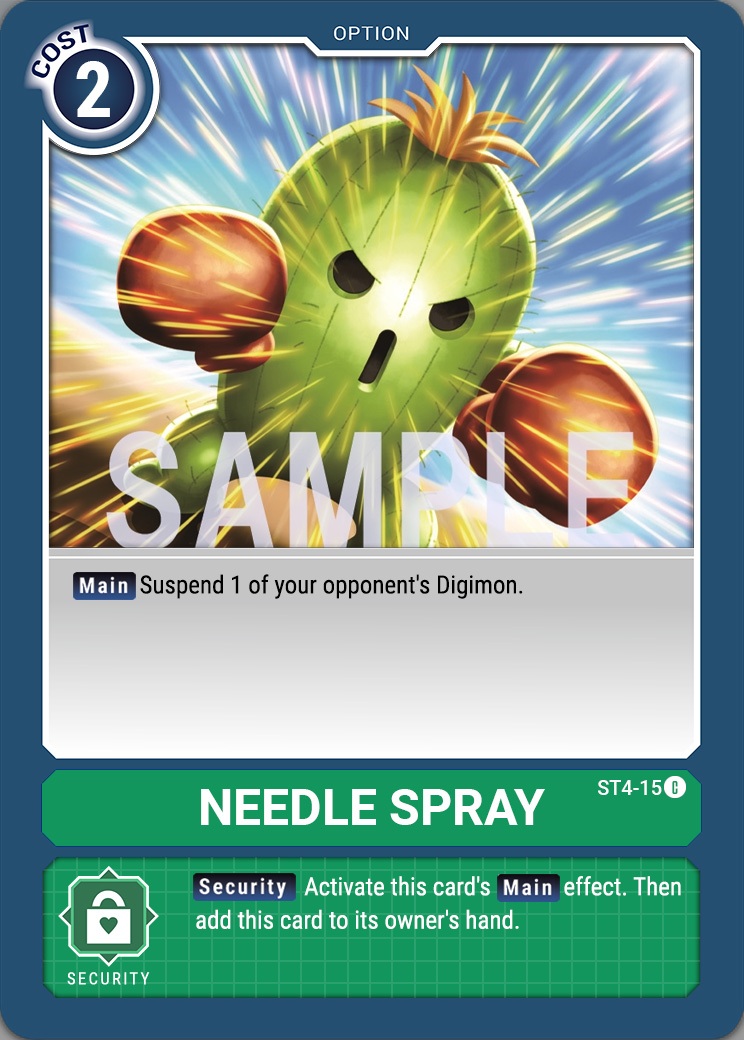 OPTION
COST
2
SAMPLE
Main Suspend 1 of your opponent's Digimon.
ST4-15 C
NEEDLE SPRAY
Security Activate this card's Main effect. Then
add this card to its owner's hand.
SECURITY